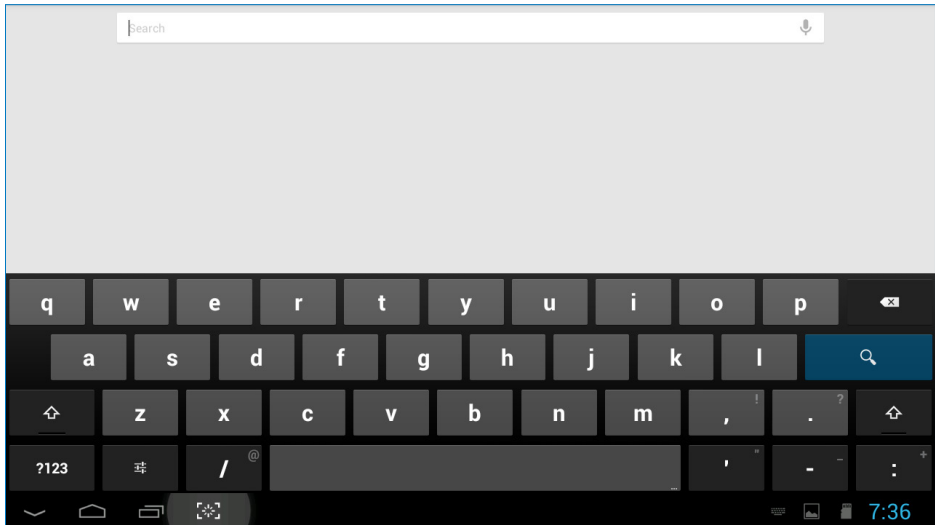 Search
q w e r t y u i o p
a s d f g h j k l
z x c v b n m , ! . ?
?123 / @ ... ' " - _ : +
7:36